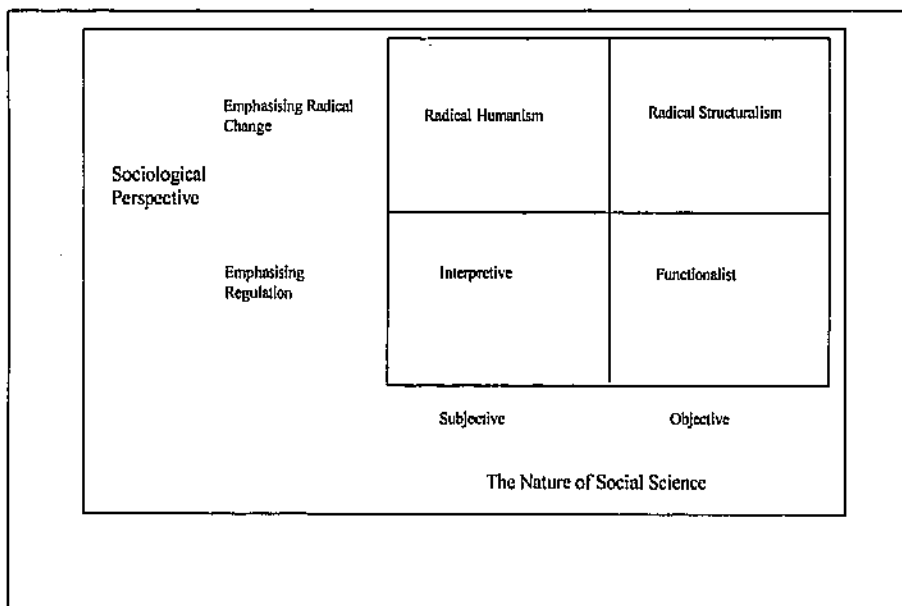 Emphasising Radical
Change
Radical Humanism
Radical Structuralism
Sociological
Perspective
Emphasising
Regulation
Interpretive
Functionalist
Subjective
Objective
The Nature of Social Science